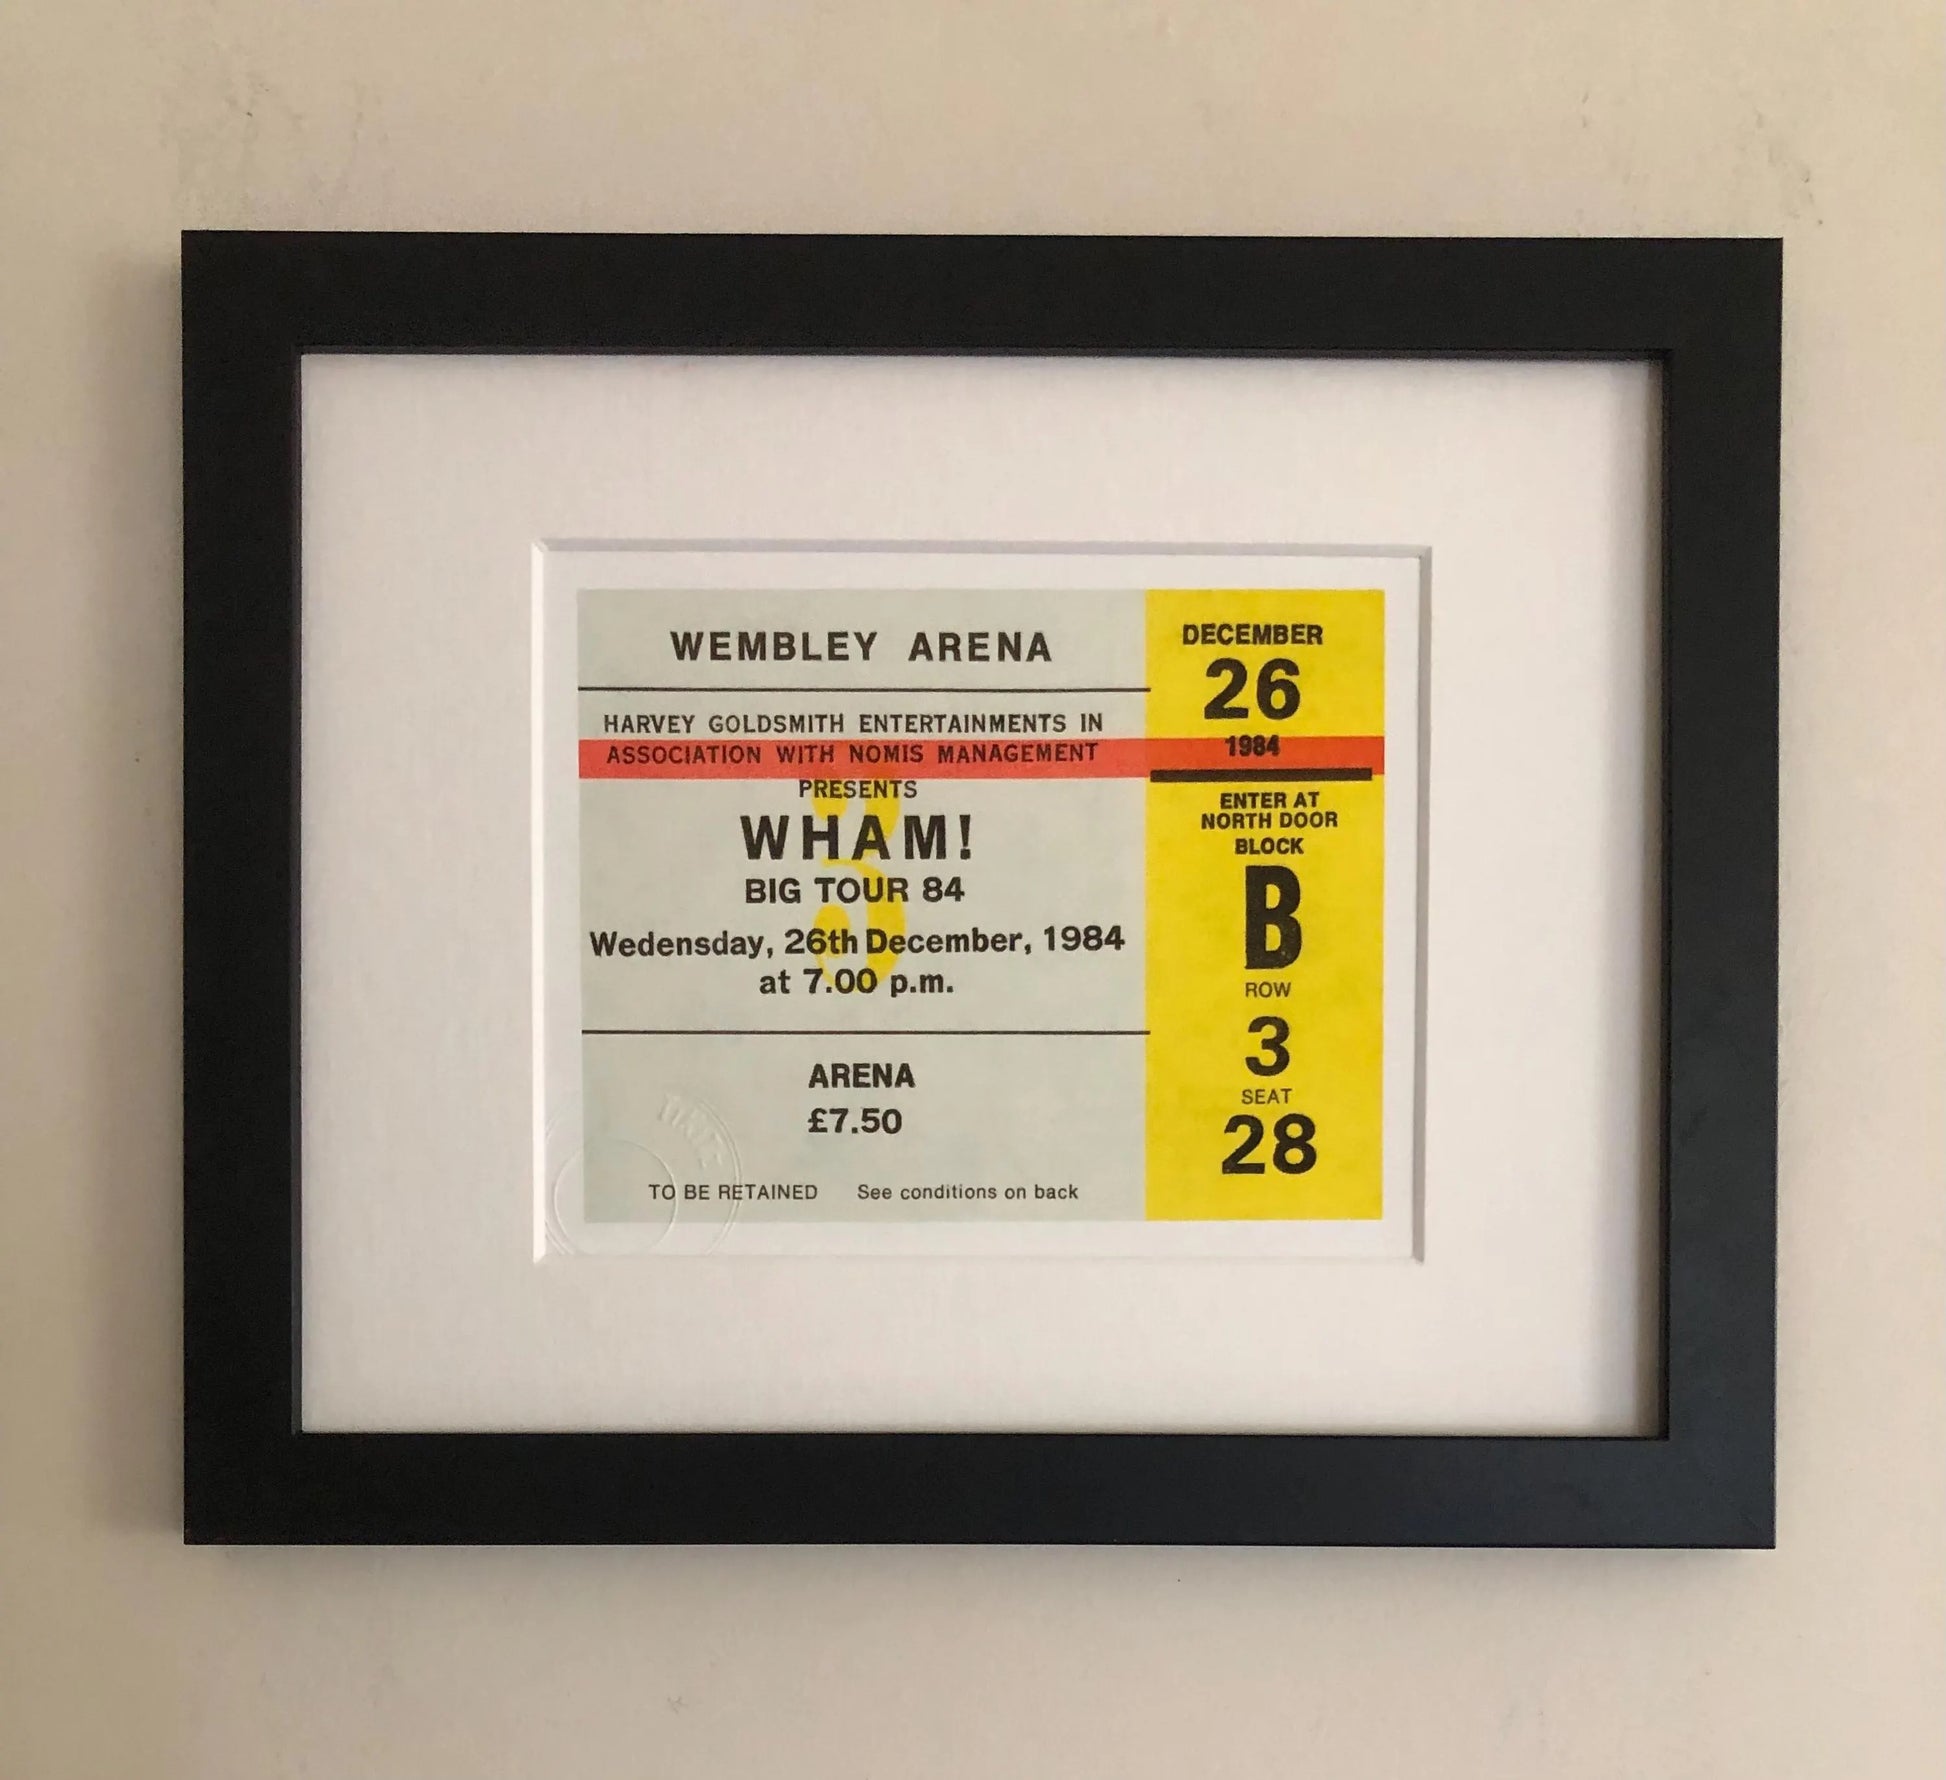 WEMBLEY ARENA
HARVEY GOLDSMITH ENTERTAINMENTS IN
ASSOCIATION WITH NOMIS MANAGEMENT
PRESENTS
3
WHAM!
BIG TOUR 84
Wedensday, 26th December, 1984
at 7.00 p.m.
ARENA
£7.50
TO BE RETAINED See conditions on back
DECEMBER
26
1984
ENTER AT
NORTH DOOR
BLOCK
B
ROW
3
SEAT
28